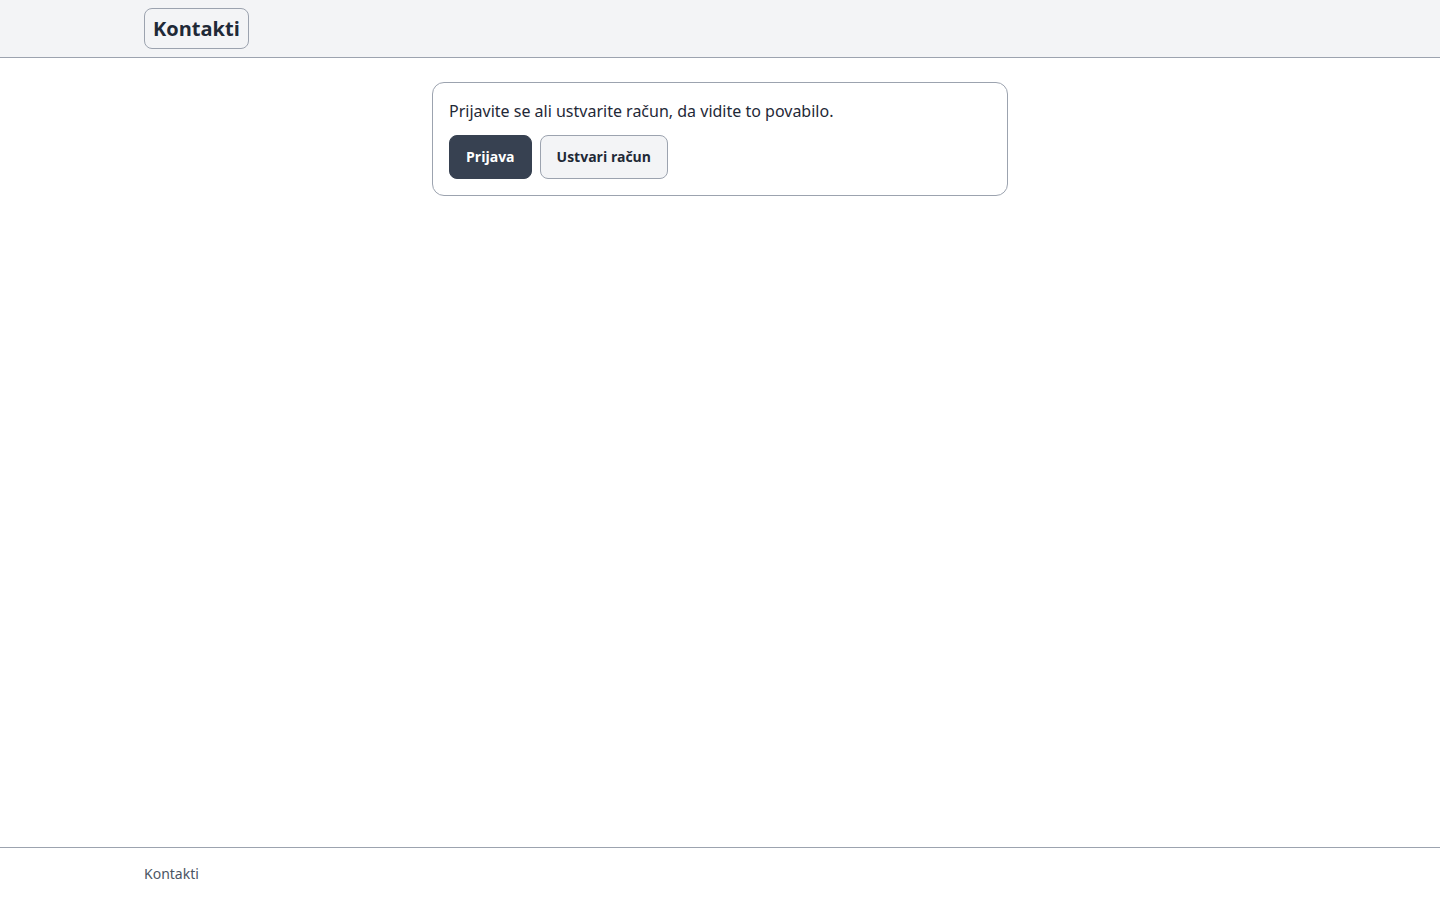 Kontakti
Prijavite se ali ustvarite račun, da vidite to povabilo.
Prijava
Ustvari račun
Kontakti